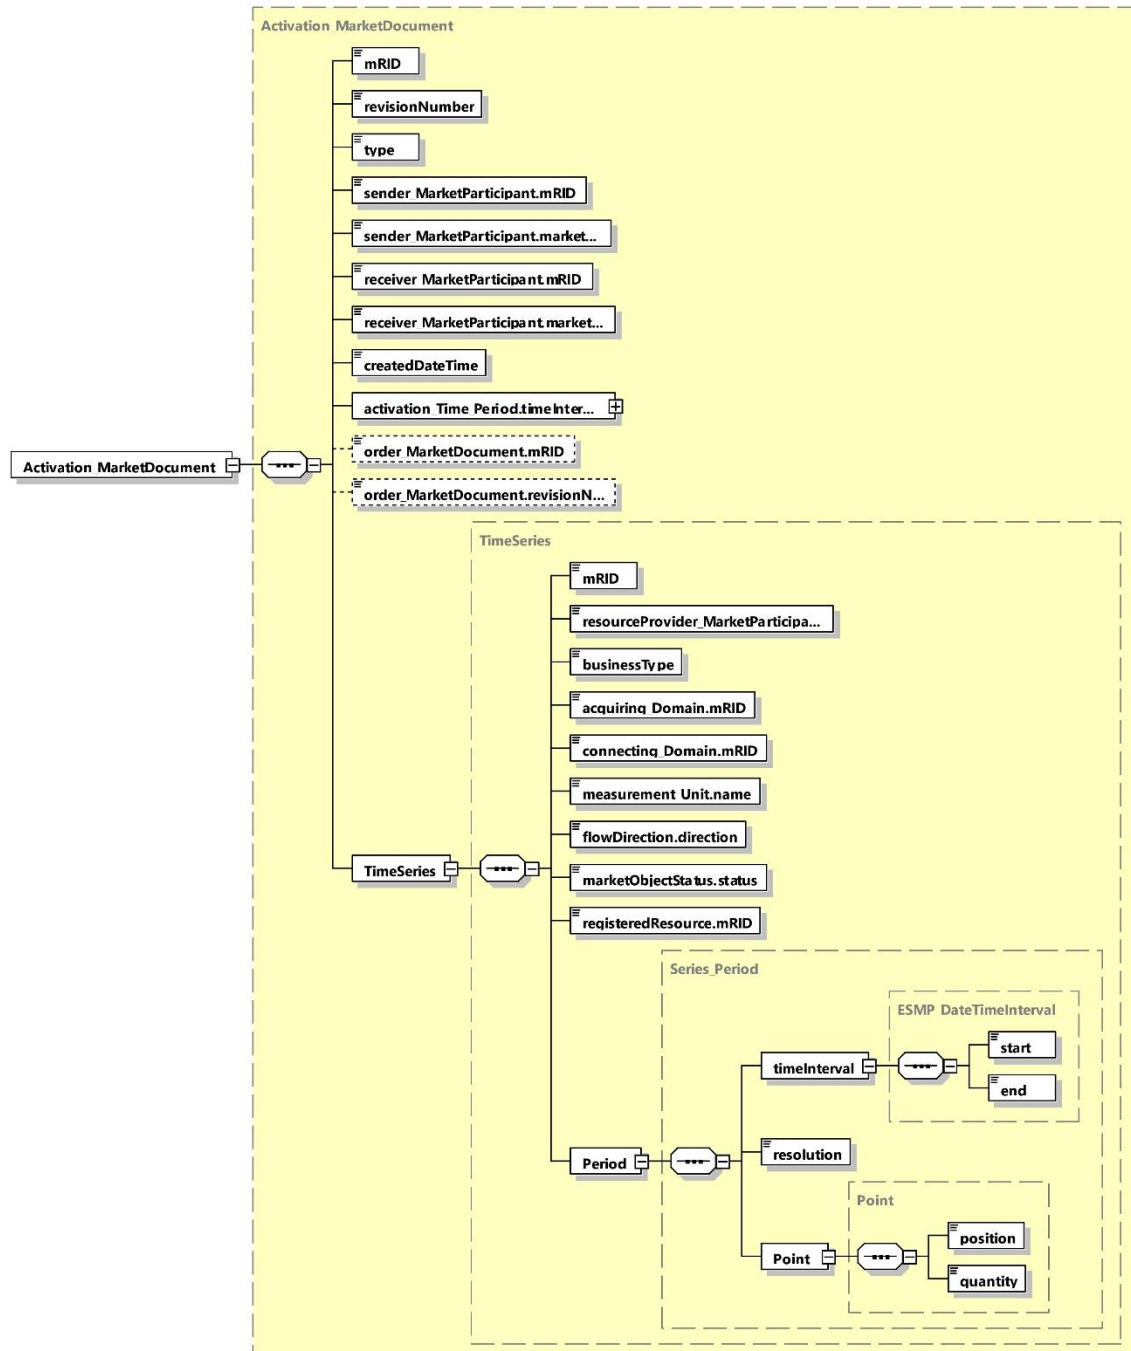 Activation_MarketDocument
mRID
revisionNumber
type
sender_MarketParticipant.mRID
sender_MarketParticipant.market...
receiver_MarketParticipant.mRID
receiver_MarketParticipant.market...
createdDateTime
activation_Time_Period.timeInter...
Activation_MarketDocument
order_MarketDocument.mRID
order_MarketDocument.revisionN...
TimeSeries
mRID
resourceProvider_MarketParticipa...
businessType
acquiring_Domain.mRID
connecting_Domain.mRID
measurement_Unit.name
flowDirection.direction
TimeSeries
marketObjectStatus.status
registeredResource.mRID
Series_Period
ESMP_DateTimeInterval
start
timeInterval
end
resolution
Period
Point
position
Point
quantity